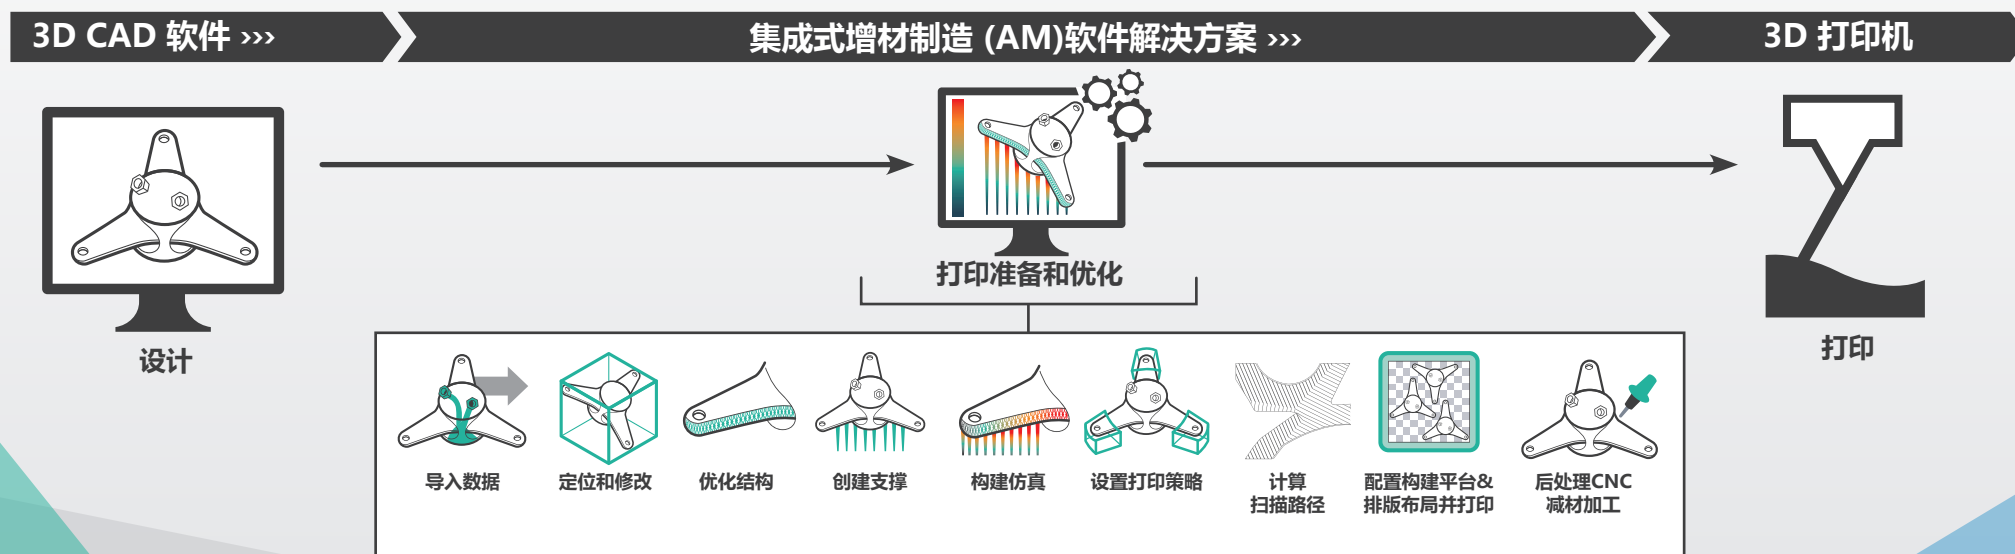 3D CAD 软件 >>>
集成式增材制造 (AM)软件解决方案 >>>
3D 打印机
打印准备和优化
设计
打印
导入数据
定位和修改
优化结构
创建支撑
构建仿真
设置打印策略
计算
扫描路径
配置构建平台&
排版布局并打印
后处理CNC
减材加工